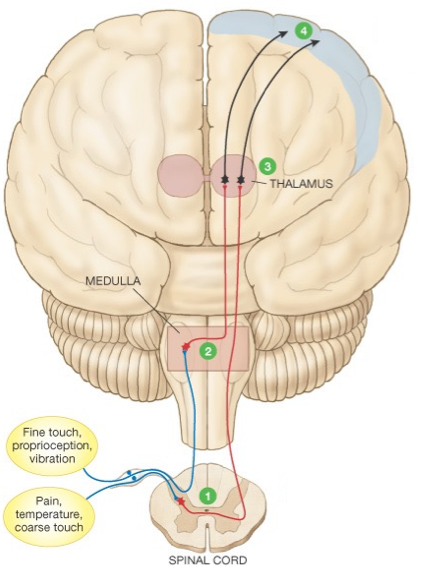 4
3
THALAMUS
MEDULLA
2
Fine touch,
proprioception,
vibration
Pain,
temperature,
coarse touch
1
SPINAL CORD